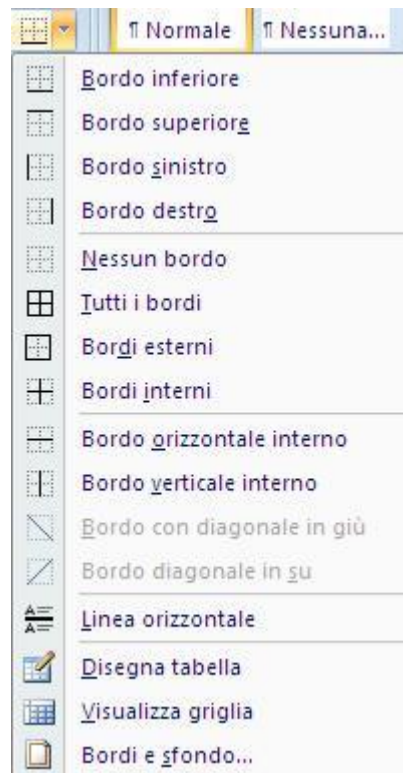 ¶ Normale ¶ Nessuna...
Bordo inferiore
Bordo superiore
Bordo sinistro
Bordo destro
Nessun bordo
Tutti i bordi
Bordi esterni
Bordi interni
Bordo orizzontale interno
Bordo verticale interno
Bordo con diagonale in giù
Bordo diagonale in su
Linea orizzontale
Disegna tabella
Visualizza griglia
Bordi e sfondo...